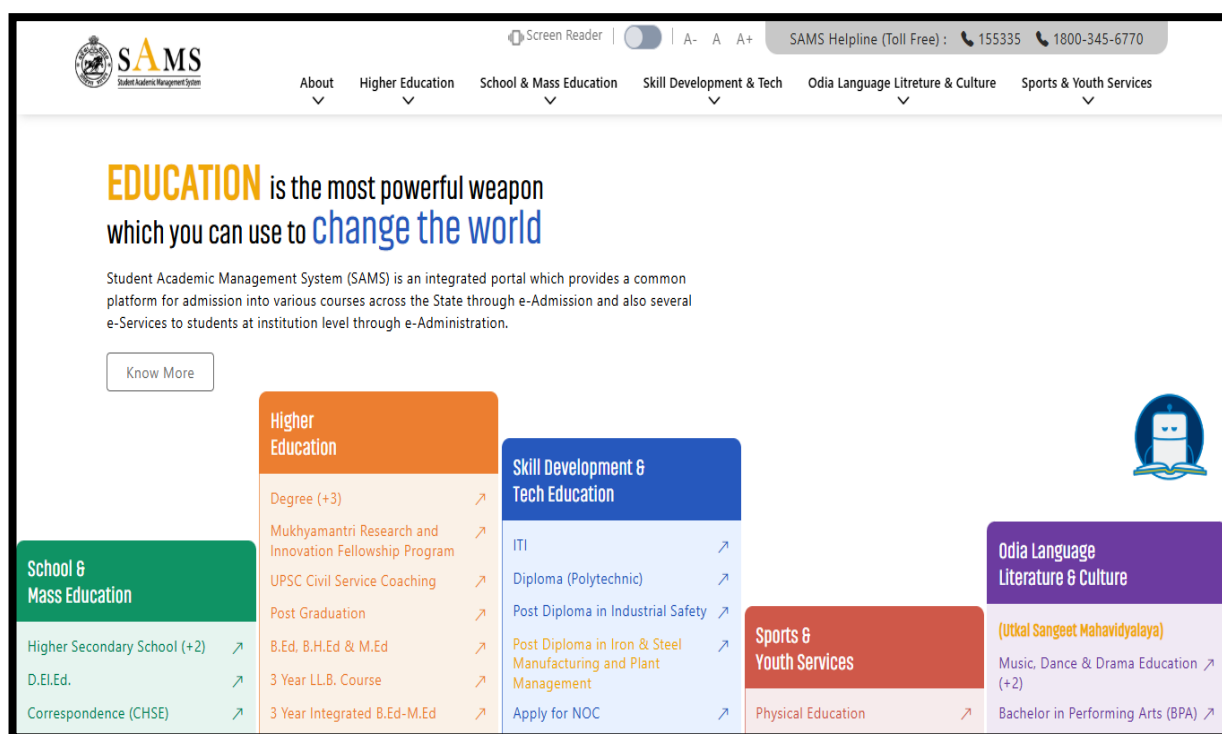 Screen Reader
A- A A+
SAMS Helpline (Toll Free) : 155335 1800-345-6770
SAMS
Student Academic Management System
About
Higher Education
School & Mass Education
Skill Development & Tech
Odia Language Litreture & Culture
Sports & Youth Services
EDUCATION is the most powerful weapon
which you can use to change the world
Student Academic Management System (SAMS) is an integrated portal which provides a common
platform for admission into various courses across the State through e-Admission and also several
e-Services to students at institution level through e-Administration.
Know More
School &
Mass Education
Higher Secondary School (+2)
D.El.Ed.
Correspondence (CHSE)
Higher
Education
Degree (+3)
Mukhyamantri Research and
Innovation Fellowship Program
UPSC Civil Service Coaching
Post Graduation
B.Ed, B.H.Ed & M.Ed
3 Year LL.B. Course
3 Year Integrated B.Ed-M.Ed
Skill Development &
Tech Education
ITI
Diploma (Polytechnic)
Post Diploma in Industrial Safety
Post Diploma in Iron & Steel
Manufacturing and Plant
Management
Apply for NOC
Sports &
Youth Services
Physical Education
Odia Language
Literature & Culture
(Utkal Sangeet Mahavidyalaya)
Music, Dance & Drama Education
(+2)
Bachelor in Performing Arts (BPA)